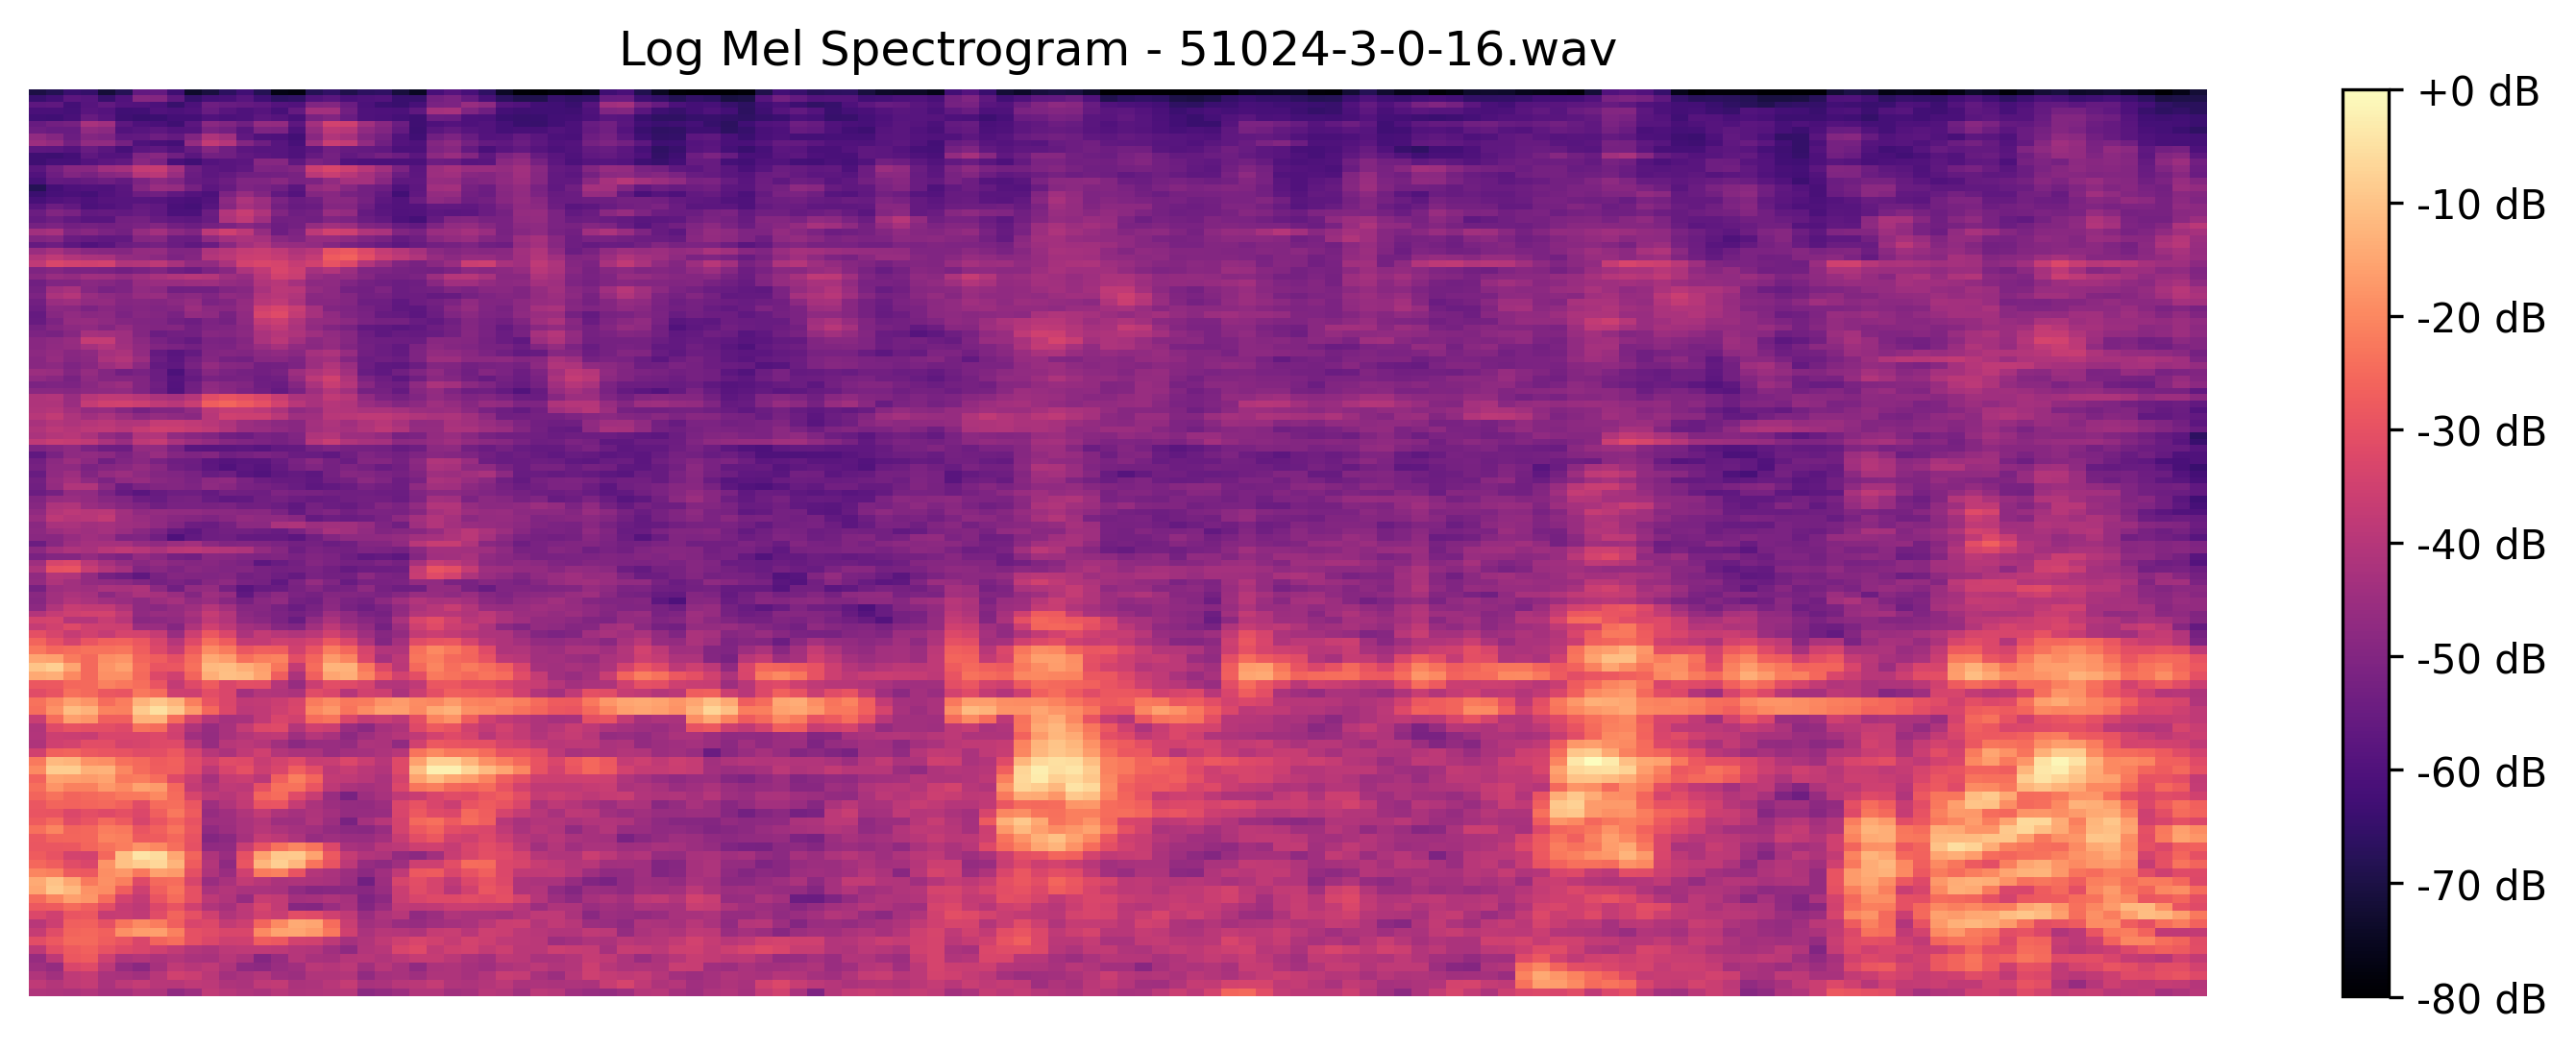 Log Mel Spectrogram - 51024-3-0-16.wav
+0 dB
-10 dB
-20 dB
-30 dB
-40 dB
-50 dB
-60 dB
-70 dB
-80 dB